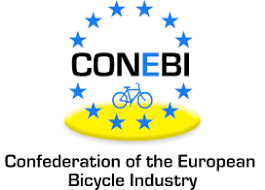 CONEBI
Confederation of the European
Bicycle Industry